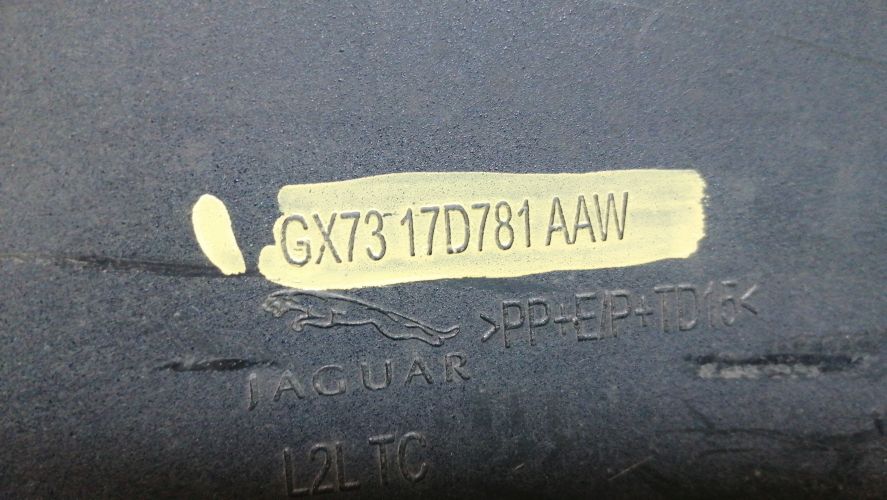 GX73 17D781 AAW
>PP+E/P+TD15<
JAGUAR
L2L TC